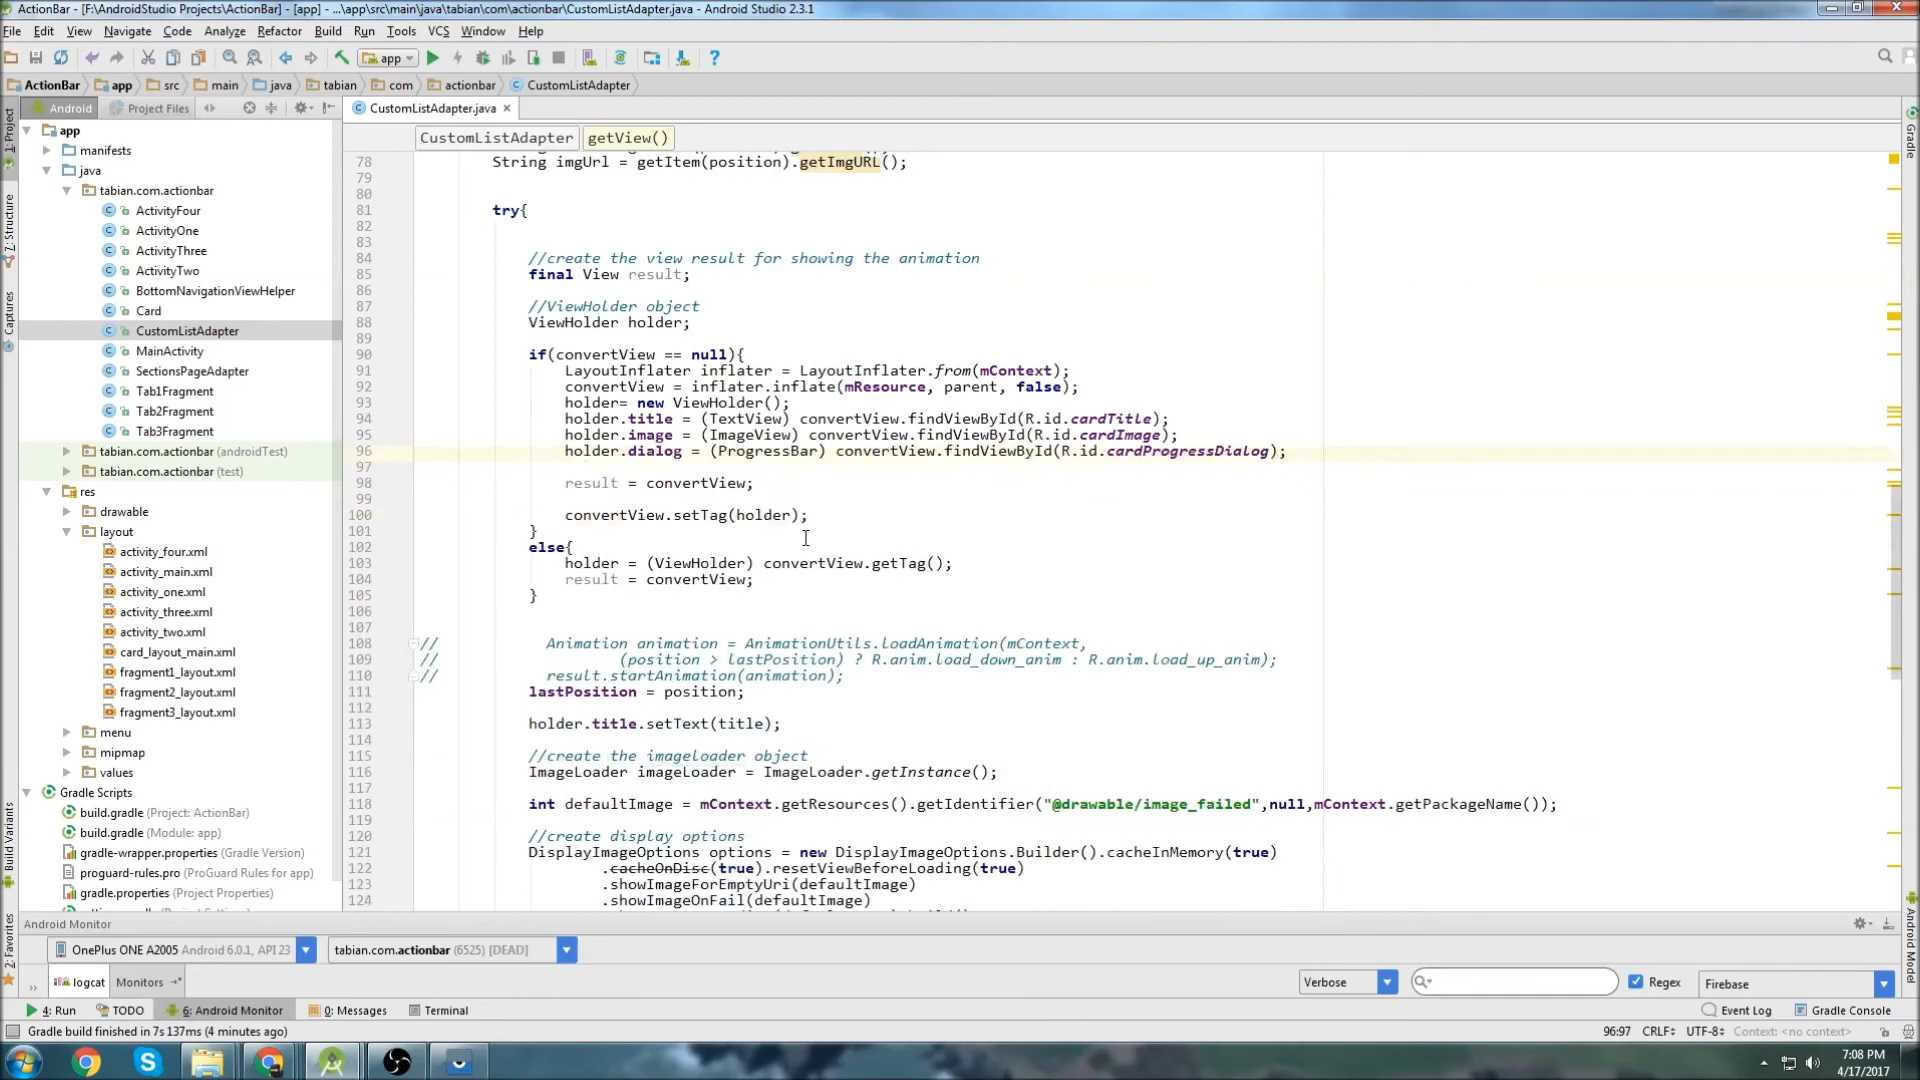 ActionBar - [F:\AndroidStudio Projects\ActionBar] - [app] - ...\app\src\main\java\tabian\com\actionbar\CustomListAdapter.java - Android Studio 2.3.1
File Edit View Navigate Code Analyze Refactor Build Run Tools VCS Window Help
app
ActionBar app src main java tabian com actionbar CustomListAdapter
Android Project Files CustomListAdapter.java
CustomListAdapter getView()
1: Project
7: Structure
Captures
Build Variants
2: Favorites
app
manifests
java
tabian.com.actionbar
ActivityFour
ActivityOne
ActivityThree
ActivityTwo
BottomNavigationViewHelper
Card
CustomListAdapter
MainActivity
SectionsPageAdapter
Tab1Fragment
Tab2Fragment
Tab3Fragment
tabian.com.actionbar (androidTest)
tabian.com.actionbar (test)
res
drawable
layout
activity_four.xml
activity_main.xml
activity_one.xml
activity_three.xml
activity_two.xml
card_layout_main.xml
fragment1_layout.xml
fragment2_layout.xml
fragment3_layout.xml
menu
mipmap
values
Gradle Scripts
build.gradle (Project: ActionBar)
build.gradle (Module: app)
gradle-wrapper.properties (Gradle Version)
proguard-rules.pro (ProGuard Rules for app)
gradle.properties (Project Properties)
78 String imgUrl = getItem(position).getImgURL();
79
80
81 try{
82
83
84 //create the view result for showing the animation
85 final View result;
86
87 //ViewHolder object
88 ViewHolder holder;
89
90 if(convertView == null){
91 LayoutInflater inflater = LayoutInflater.from(mContext);
92 convertView = inflater.inflate(mResource, parent, false);
93 holder= new ViewHolder();
94 holder.title = (TextView) convertView.findViewById(R.id.cardTitle);
95 holder.image = (ImageView) convertView.findViewById(R.id.cardImage);
96 holder.dialog = (ProgressBar) convertView.findViewById(R.id.cardProgressDialog);
97
98 result = convertView;
99
100 convertView.setTag(holder);
101 }
102 else{
103 holder = (ViewHolder) convertView.getTag();
104 result = convertView;
105 }
106
107
108 // Animation animation = AnimationUtils.loadAnimation(mContext,
109 // (position > lastPosition) ? R.anim.load_down_anim : R.anim.load_up_anim);
110 // result.startAnimation(animation);
111 lastPosition = position;
112
113 holder.title.setText(title);
114
115 //create the imageloader object
116 ImageLoader imageLoader = ImageLoader.getInstance();
117
118 int defaultImage = mContext.getResources().getIdentifier("@drawable/image_failed",null,mContext.getPackageName());
119
120 //create display options
121 DisplayImageOptions options = new DisplayImageOptions.Builder().cacheInMemory(true)
122 .cacheOnDisc(true).resetViewBeforeLoading(true)
123 .showImageForEmptyUri(defaultImage)
124 .showImageOnFail(defaultImage)
Gradle
Android Model
Android Monitor
OnePlus ONE A2005 Android 6.0.1, API 23 tabian.com.actionbar (6525) [DEAD]
logcat Monitors Verbose Regex Firebase
4: Run TODO 6: Android Monitor 0: Messages Terminal Event Log Gradle Console
Gradle build finished in 7s 137ms (4 minutes ago) 96:97 CRLF UTF-8 Context: <no context>
7:08 PM
4/17/2017